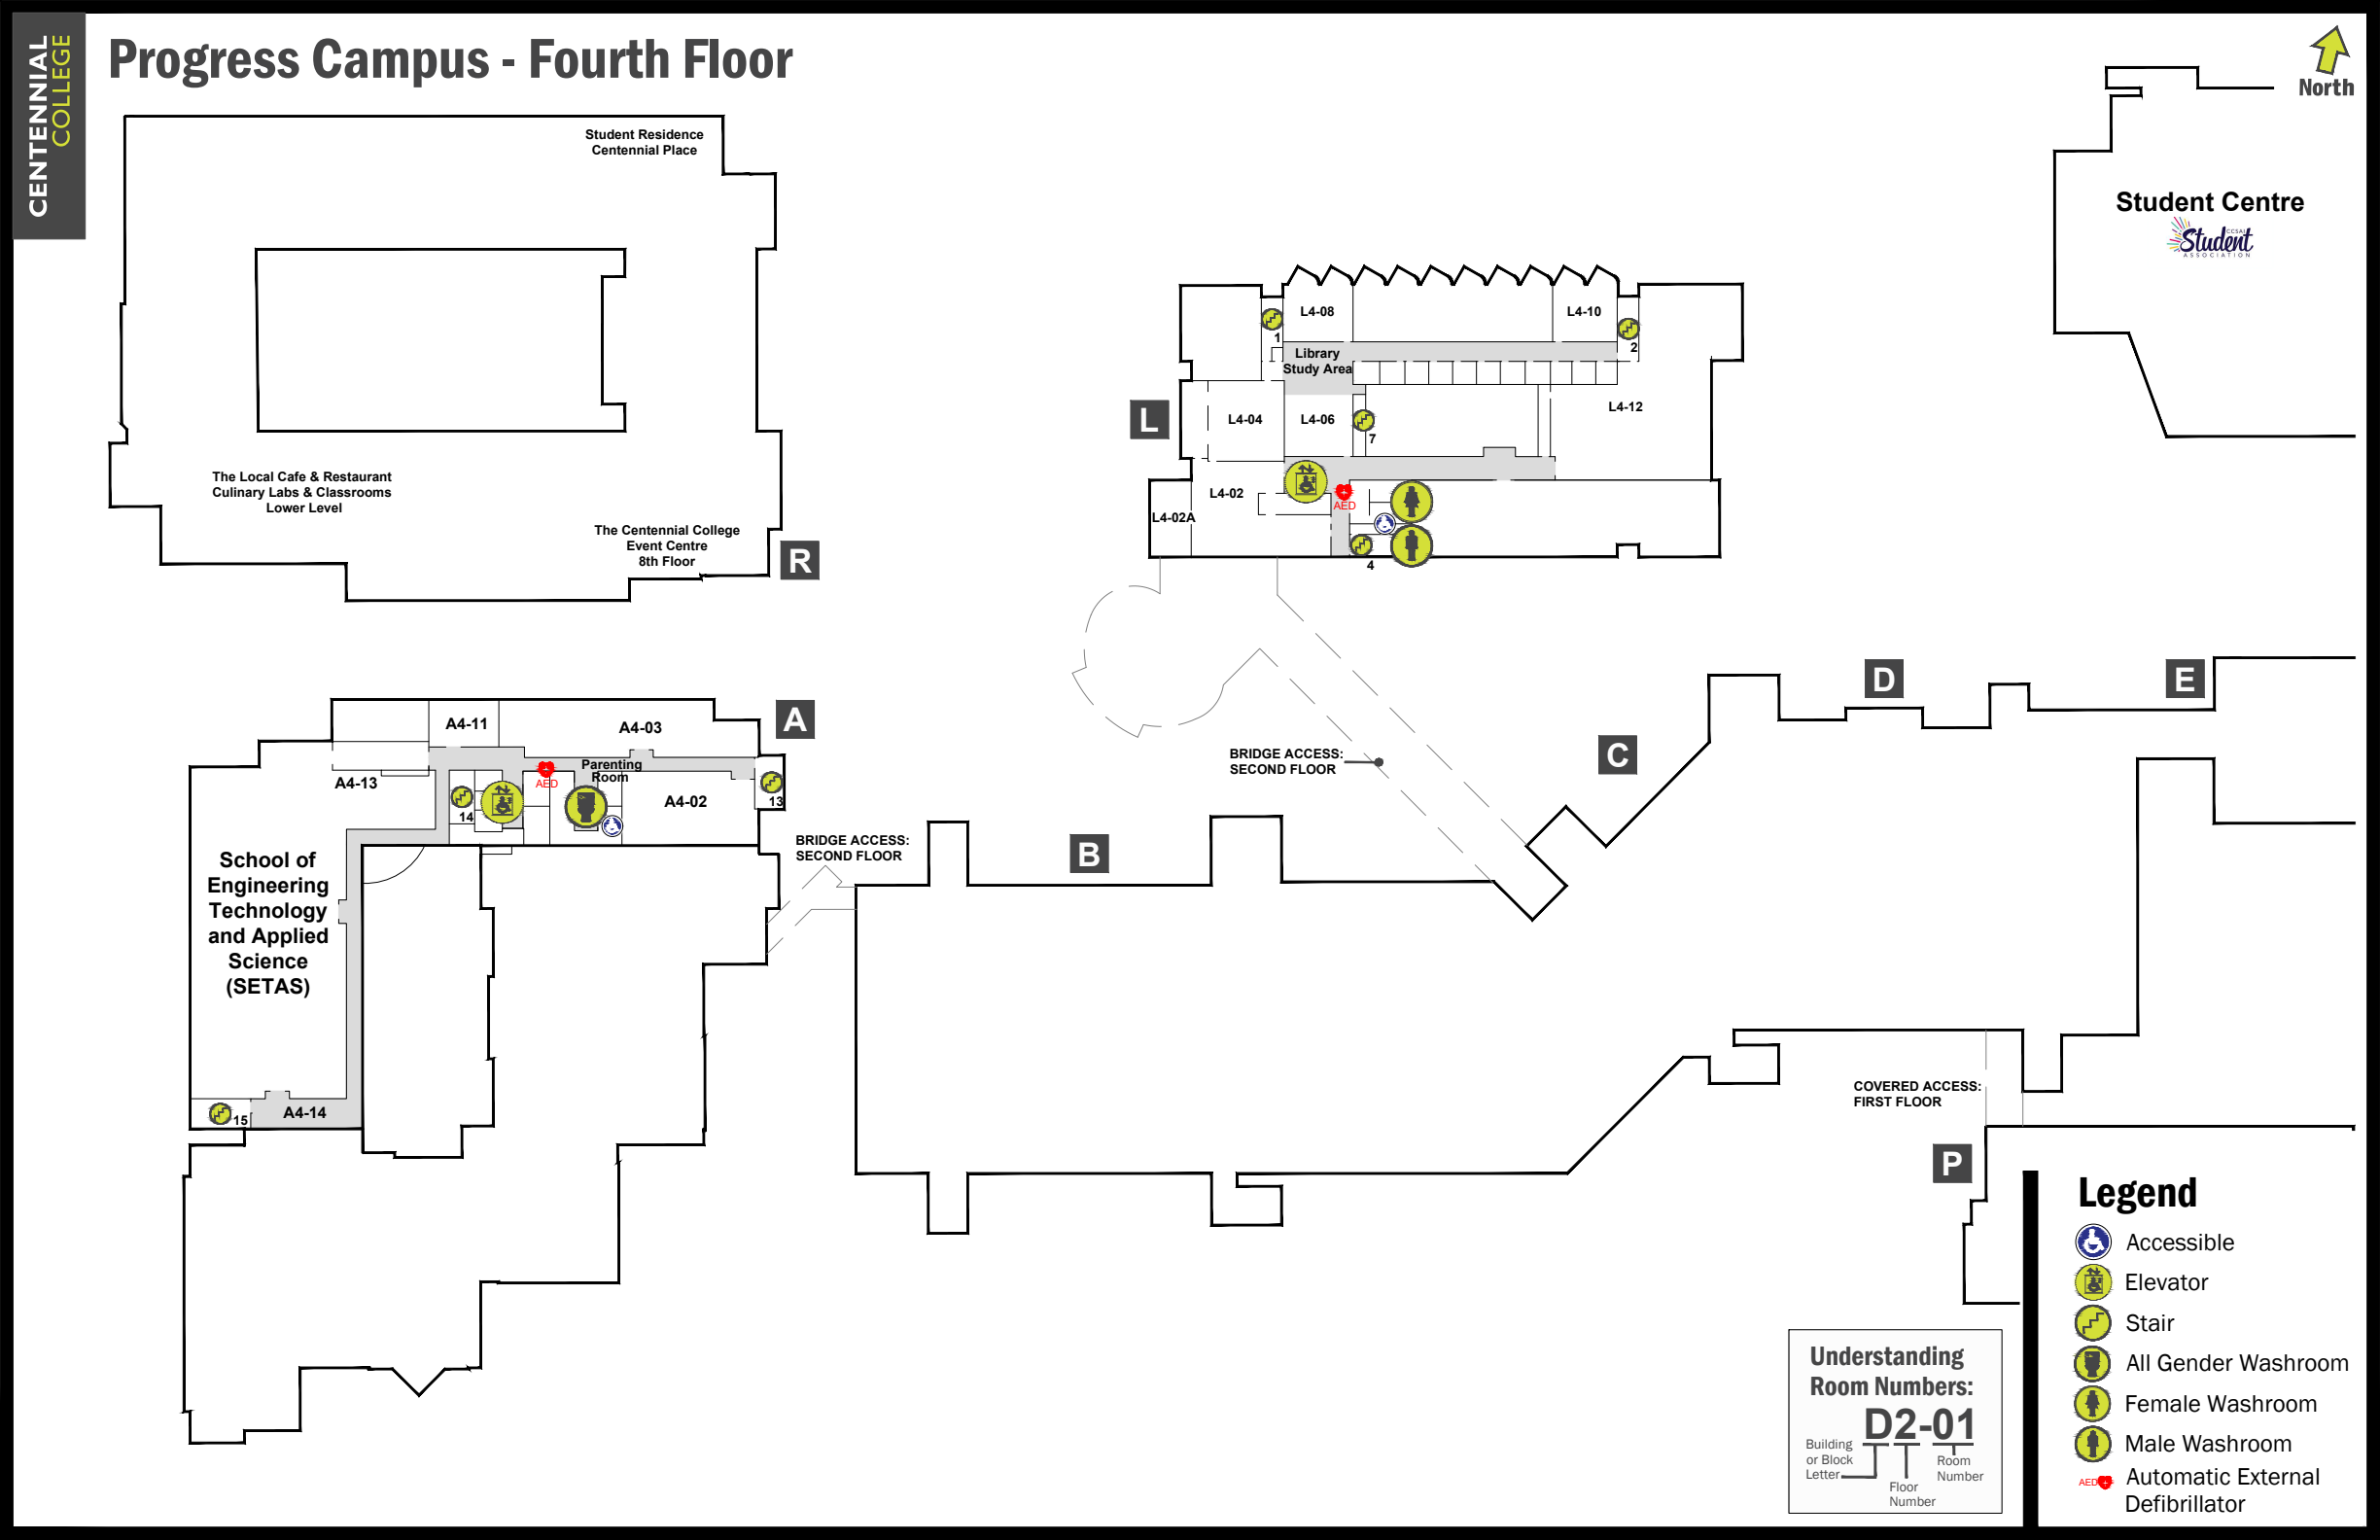 CENTENNIAL
COLLEGE
Progress Campus - Fourth Floor
North
Student Residence
Centennial Place
Student Centre
CCSAI
Student
ASSOCIATION
L4-08
L4-10
1
2
Library
Study Area
L
L4-04
L4-06
7
L4-12
L4-02
L4-02A
AED
4
The Local Cafe & Restaurant
Culinary Labs & Classrooms
Lower Level
The Centennial College
Event Centre
8th Floor
R
A
A4-11
A4-03
Parenting
Room
AED
A4-13
A4-02
13
14
School of
Engineering
Technology
and Applied
Science
(SETAS)
15
A4-14
BRIDGE ACCESS:
SECOND FLOOR
B
BRIDGE ACCESS:
SECOND FLOOR
C
D
E
COVERED ACCESS:
FIRST FLOOR
P
Understanding
Room Numbers:
D2-01
Building
or Block
Letter
Floor
Number
Room
Number
Legend
Accessible
Elevator
Stair
All Gender Washroom
Female Washroom
Male Washroom
AED
Automatic External
Defibrillator